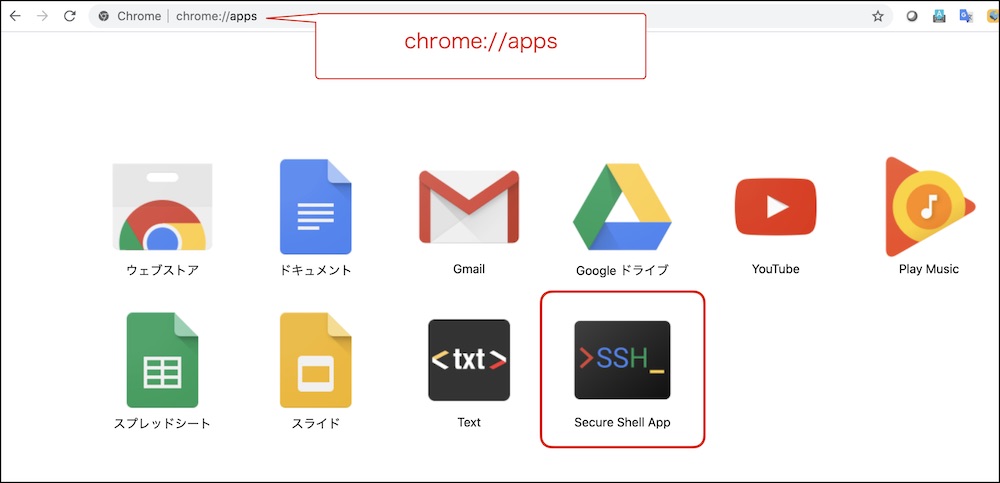 Chrome | chrome://apps
chrome://apps
ウェブストア
ドキュメント
Gmail
Google ドライブ
YouTube
Play Music
<txt>
>SSH_
スプレッドシート
スライド
Text
Secure Shell App